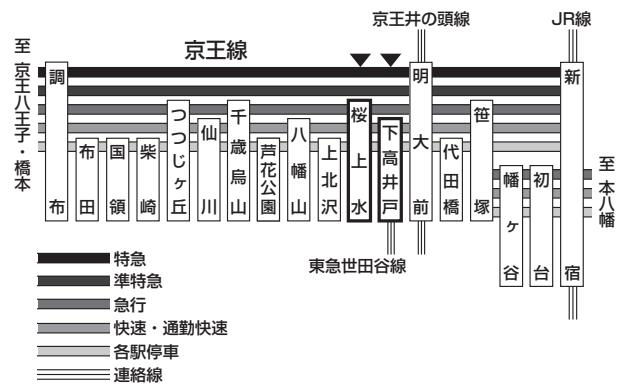 京王井の頭線
JR線
京王線
至 京王八王子・橋本
調布
布田
国領
柴崎
つつじヶ丘
仙川
千歳烏山
芦花公園
八幡山
上北沢
桜上水
下高井戸
明大前
代田橋
笹塚
幡ヶ谷
初台
新宿
至 本八幡
東急世田谷線
特急
準特急
急行
快速・通勤快速
各駅停車
連絡線